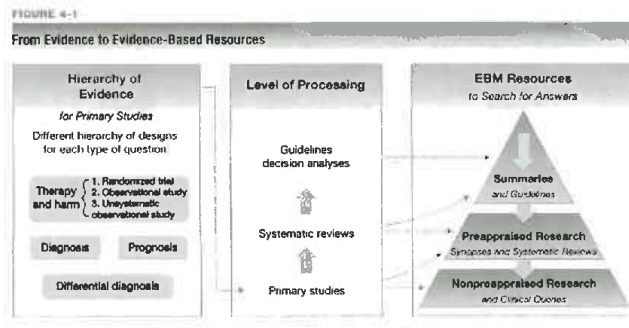 FIGURE 4-1
From Evidence to Evidence-Based Resources
Hierarchy of
Evidence
for Primary Studies
Different hierarchy of designs
for each type of question
Therapy
and harm
1. Randomized trial
2. Observational study
3. Unsystematic
observational study
Diagnosis
Prognosis
Differential diagnosis
Level of Processing
Guidelines
decision analyses
Systematic reviews
Primary studies
EBM Resources
to Search for Answers
Summaries
and Guidelines
Preappraised Research
Synopses and Systematic Reviews
Nonpreappraised Research
and Clinical Queries